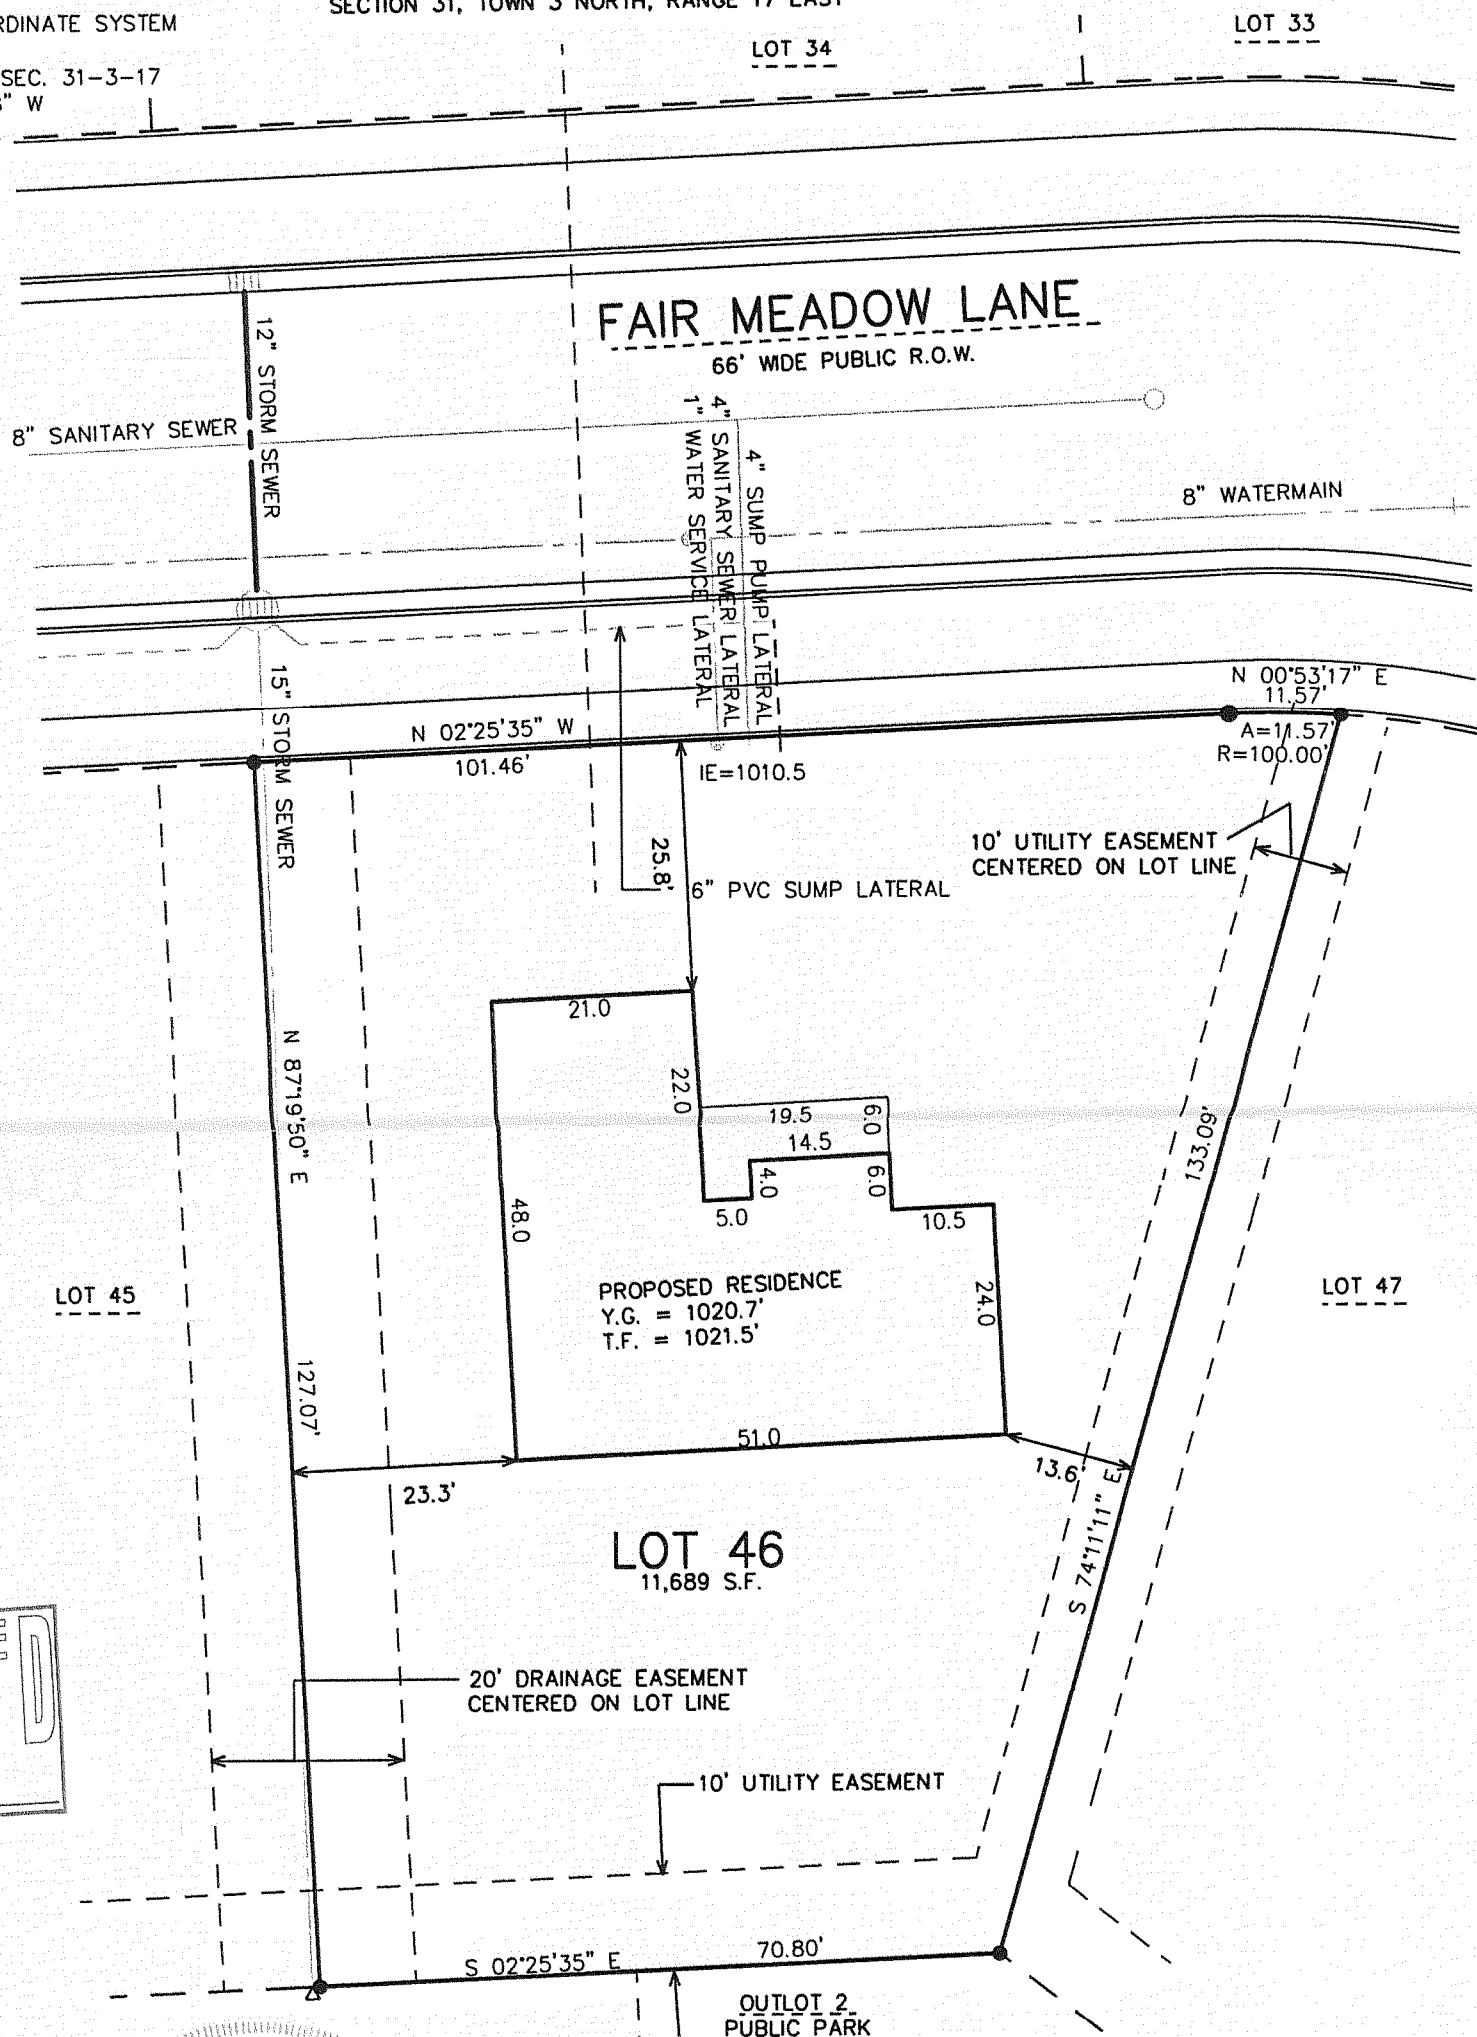 RDINATE SYSTEM
SECTION 31, TOWN 3 NORTH, RANGE 17 EAST
LOT 34
LOT 33
SEC. 31-3-17
" W
FAIR MEADOW LANE
66' WIDE PUBLIC R.O.W.
12" STORM SEWER
8" SANITARY SEWER
4" SUMP PUMP LATERAL
4" SANITARY SEWER LATERAL
1" WATER SERVICE LATERAL
8" WATERMAIN
15" STORM SEWER
N 02°25'35" W
101.46'
IE=1010.5
N 00°53'17" E
11.57'
A=11.57'
R=100.00'
25.8'
6" PVC SUMP LATERAL
10' UTILITY EASEMENT
CENTERED ON LOT LINE
21.0
22.0
19.5
6.0
14.5
4.0
6.0
5.0
10.5
48.0
24.0
N 87°19'50" E
127.07'
133.09'
S 74°11'11" E
PROPOSED RESIDENCE
Y.G. = 1020.7'
T.F. = 1021.5'
LOT 45
LOT 47
51.0
23.3'
13.6'
LOT 46
11,689 S.F.
20' DRAINAGE EASEMENT
CENTERED ON LOT LINE
10' UTILITY EASEMENT
S 02°25'35" E
70.80'
OUTLOT 2
PUBLIC PARK
D